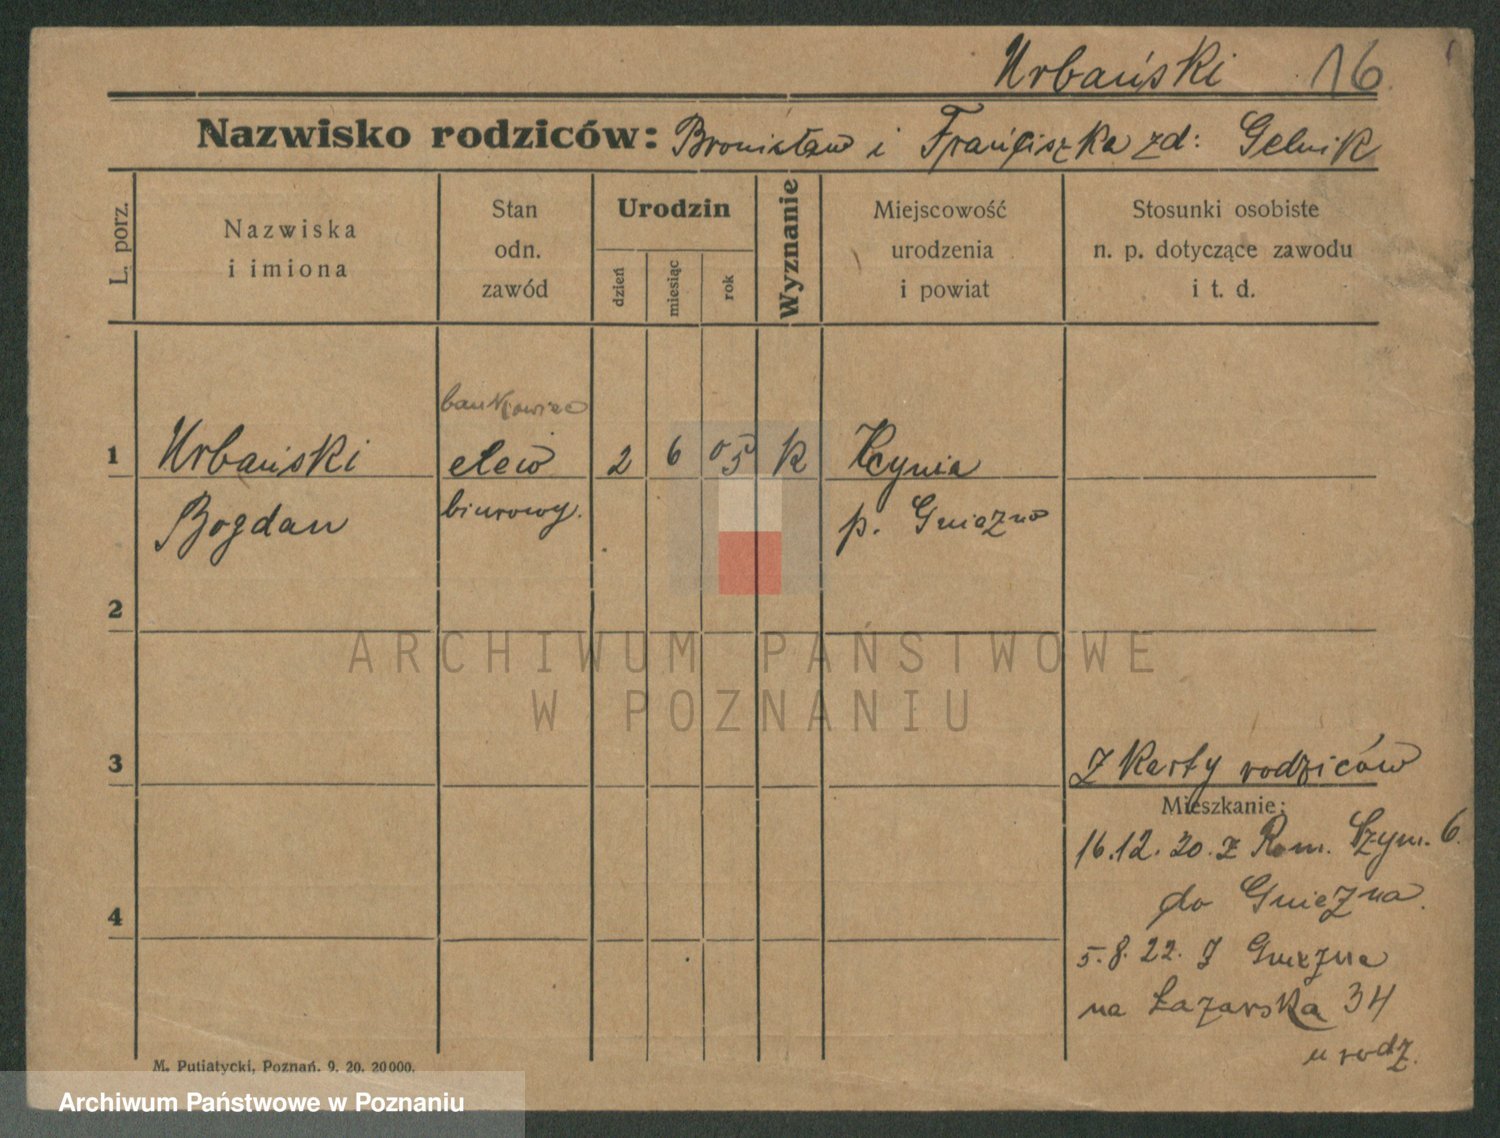 Urbański 16
Nazwisko rodziców: Bronisław i Franciszka zd: Gelnik
L. porz.
Nazwiska
i imiona
Stan
odn.
zawód
Urodzin
dzień
miesiąc
rok
Wyznanie
Miejscowość
urodzenia
i powiat
Stosunki osobiste
n. p. dotyczące zawodu
i t. d.
bankowiec
1 Urbański elew 2 6 05 k Kcynia
Bogdan biurowy. p. Gniezno
2
ARCHIWUM PAŃSTWOWE
W POZNANIU
3
Z Karty rodziców
Mieszkanie:
16.12.20. z Rom. Szym. 6.
do Gniezna.
4
5.8.22. Z Gniezna
na Łazarska 34
u rodz.
M. Putiatycki, Poznań. 9. 20. 20000.
Archiwum Państwowe w Poznaniu